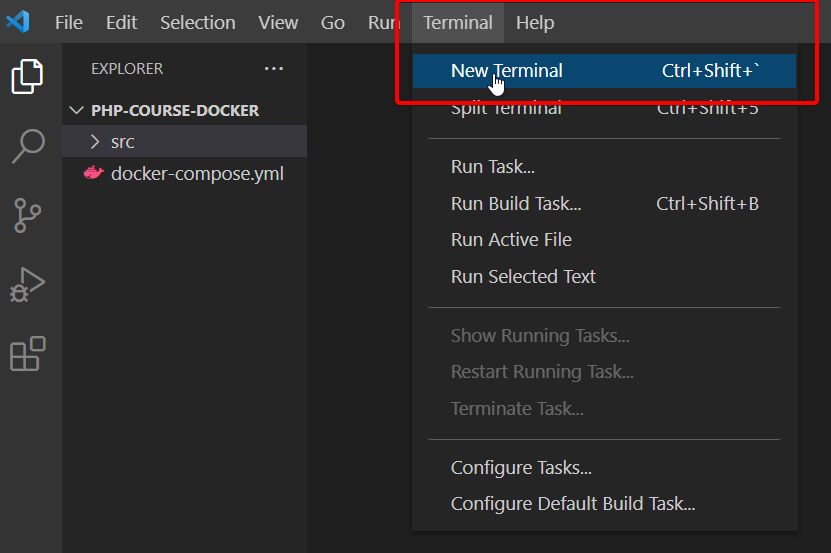 File Edit Selection View Go Run Terminal Help
EXPLORER ...
PHP-COURSE-DOCKER
src
docker-compose.yml
New Terminal Ctrl+Shift+`
Split Terminal Ctrl+Shift+5
Run Task...
Run Build Task... Ctrl+Shift+B
Run Active File
Run Selected Text
Show Running Tasks...
Restart Running Task...
Terminate Task...
Configure Tasks...
Configure Default Build Task...